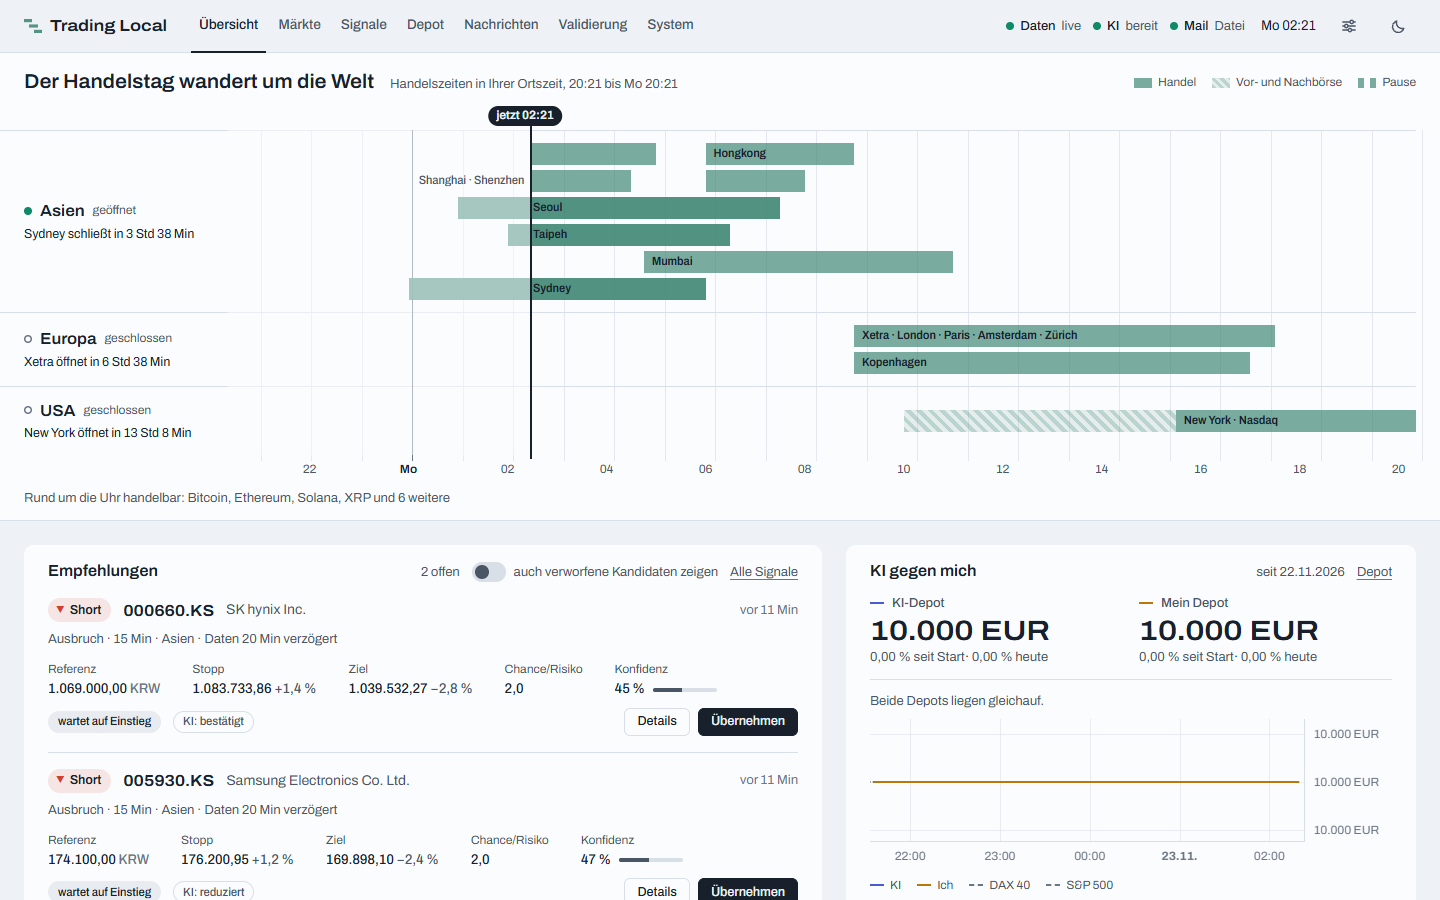 Trading Local
Übersicht Märkte Signale Depot Nachrichten Validierung System
Daten live KI bereit Mail Datei Mo 02:21
Der Handelstag wandert um die Welt
Handelszeiten in Ihrer Ortszeit, 20:21 bis Mo 20:21
Handel Vor- und Nachbörse Pause
jetzt 02:21
Hongkong
Shanghai · Shenzhen
Asien geöffnet
Sydney schließt in 3 Std 38 Min
Seoul
Taipeh
Mumbai
Sydney
Europa geschlossen
Xetra öffnet in 6 Std 38 Min
Xetra · London · Paris · Amsterdam · Zürich
Kopenhagen
USA geschlossen
New York öffnet in 13 Std 8 Min
New York · Nasdaq
22 Mo 02 04 06 08 10 12 14 16 18 20
Rund um die Uhr handelbar: Bitcoin, Ethereum, Solana, XRP und 6 weitere
Empfehlungen
2 offen auch verworfene Kandidaten zeigen Alle Signale
Short 000660.KS SK hynix Inc. vor 11 Min
Ausbruch · 15 Min · Asien · Daten 20 Min verzögert
Referenz Stopp Ziel Chance/Risiko Konfidenz
1.069.000,00 KRW 1.083.733,86 +1,4 % 1.039.532,27 −2,8 % 2,0 45 %
wartet auf Einstieg KI: bestätigt Details Übernehmen
Short 005930.KS Samsung Electronics Co. Ltd. vor 11 Min
Ausbruch · 15 Min · Asien · Daten 20 Min verzögert
Referenz Stopp Ziel Chance/Risiko Konfidenz
174.100,00 KRW 176.200,95 +1,2 % 169.898,10 −2,4 % 2,0 47 %
wartet auf Einstieg KI: reduziert Details Übernehmen
KI gegen mich
seit 22.11.2026 Depot
KI-Depot Mein Depot
10.000 EUR 10.000 EUR
0,00 % seit Start · 0,00 % heute 0,00 % seit Start · 0,00 % heute
Beide Depots liegen gleichauf.
10.000 EUR
10.000 EUR
10.000 EUR
22:00 23:00 00:00 23.11. 02:00
KI Ich DAX 40 S&P 500